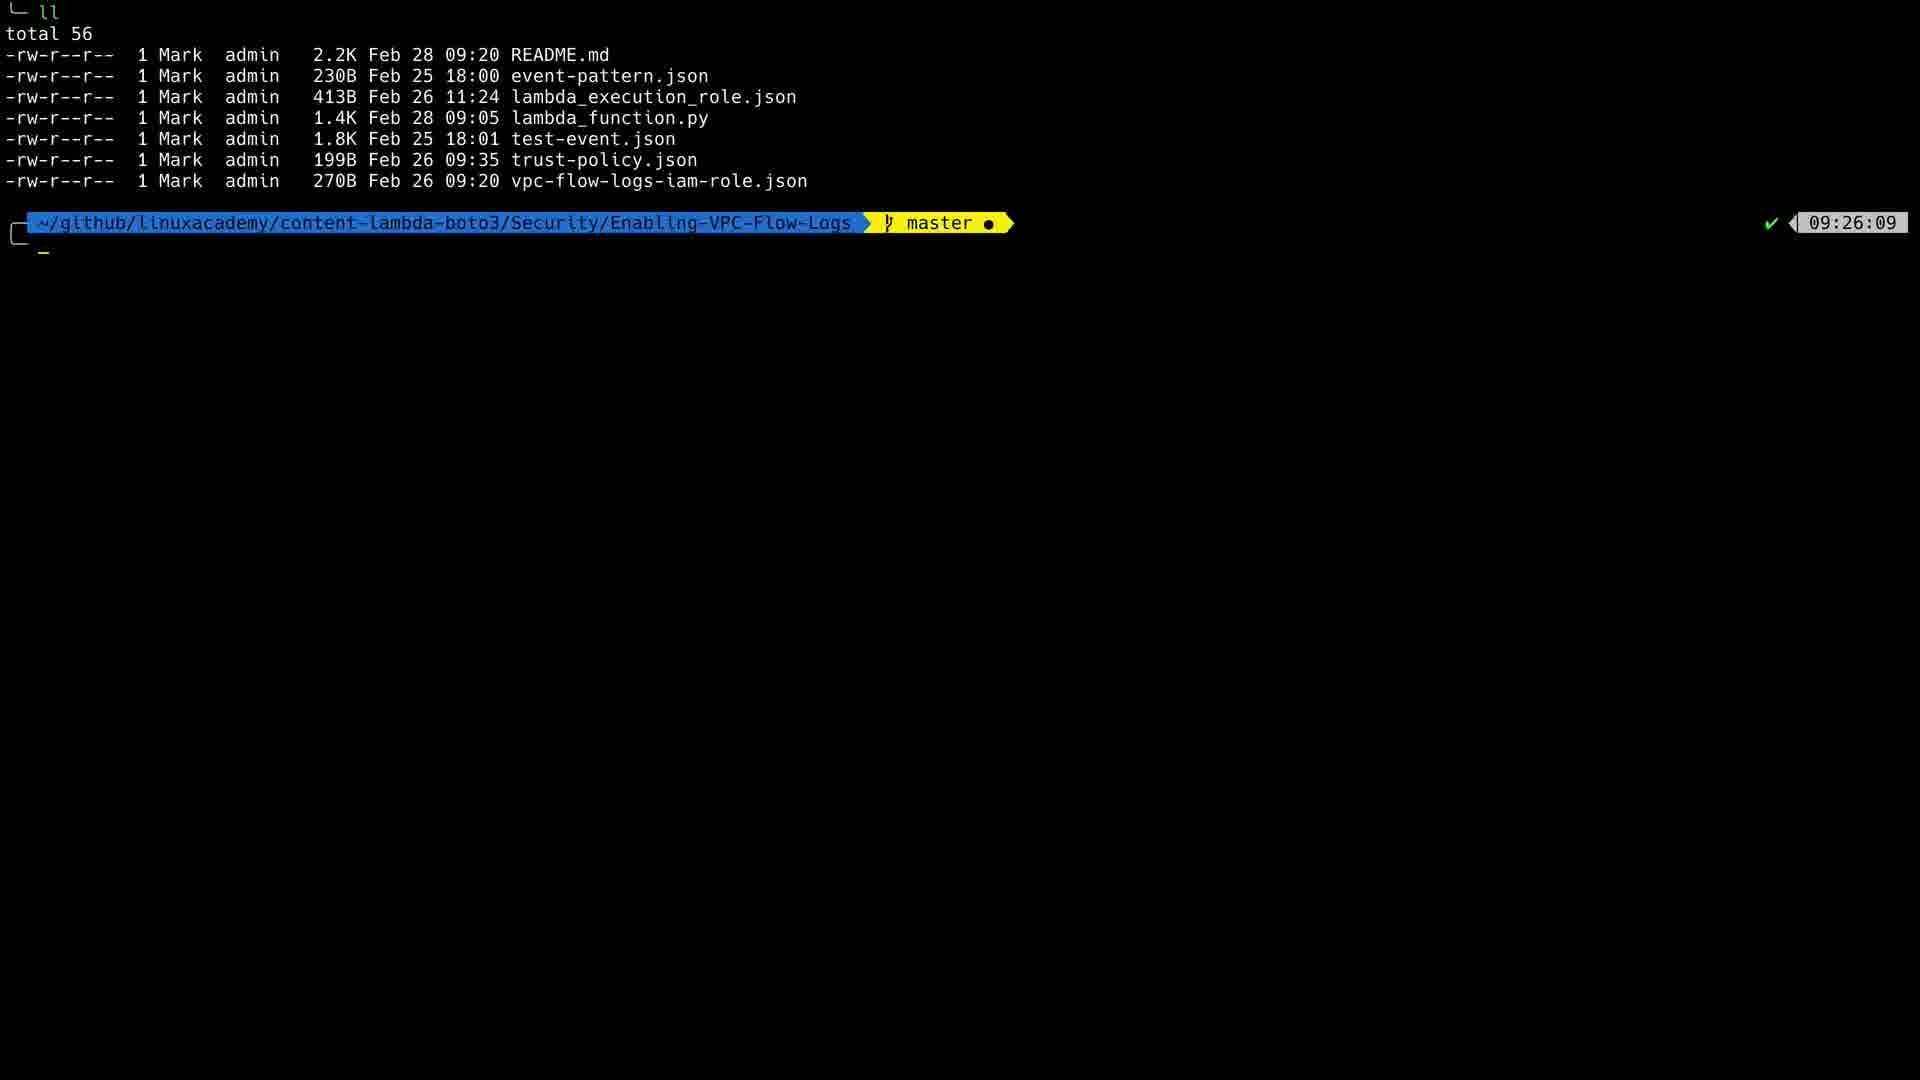 ll
total 56
-rw-r--r--  1 Mark  admin   2.2K Feb 28 09:20 README.md
-rw-r--r--  1 Mark  admin   230B Feb 25 18:00 event-pattern.json
-rw-r--r--  1 Mark  admin   413B Feb 26 11:24 lambda_execution_role.json
-rw-r--r--  1 Mark  admin   1.4K Feb 28 09:05 lambda_function.py
-rw-r--r--  1 Mark  admin   1.8K Feb 25 18:01 test-event.json
-rw-r--r--  1 Mark  admin   199B Feb 26 09:35 trust-policy.json
-rw-r--r--  1 Mark  admin   270B Feb 26 09:20 vpc-flow-logs-iam-role.json
~/github/linuxacademy/content-lambda-boto3/Security/Enabling-VPC-Flow-Logs master ● ✔ 09:26:09